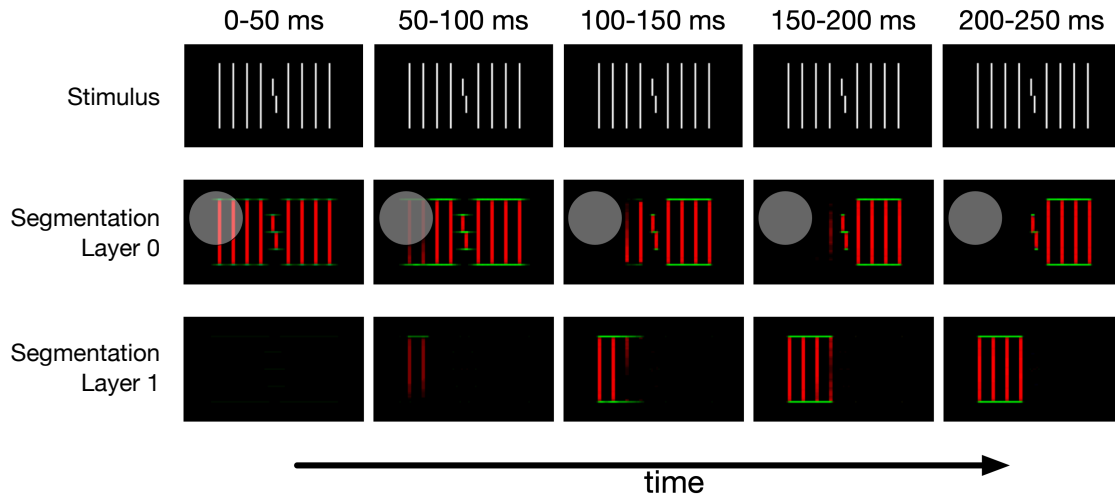 0-50 ms
50-100 ms
100-150 ms
150-200 ms
200-250 ms
Stimulus
Segmentation
Layer 0
Segmentation
Layer 1
time